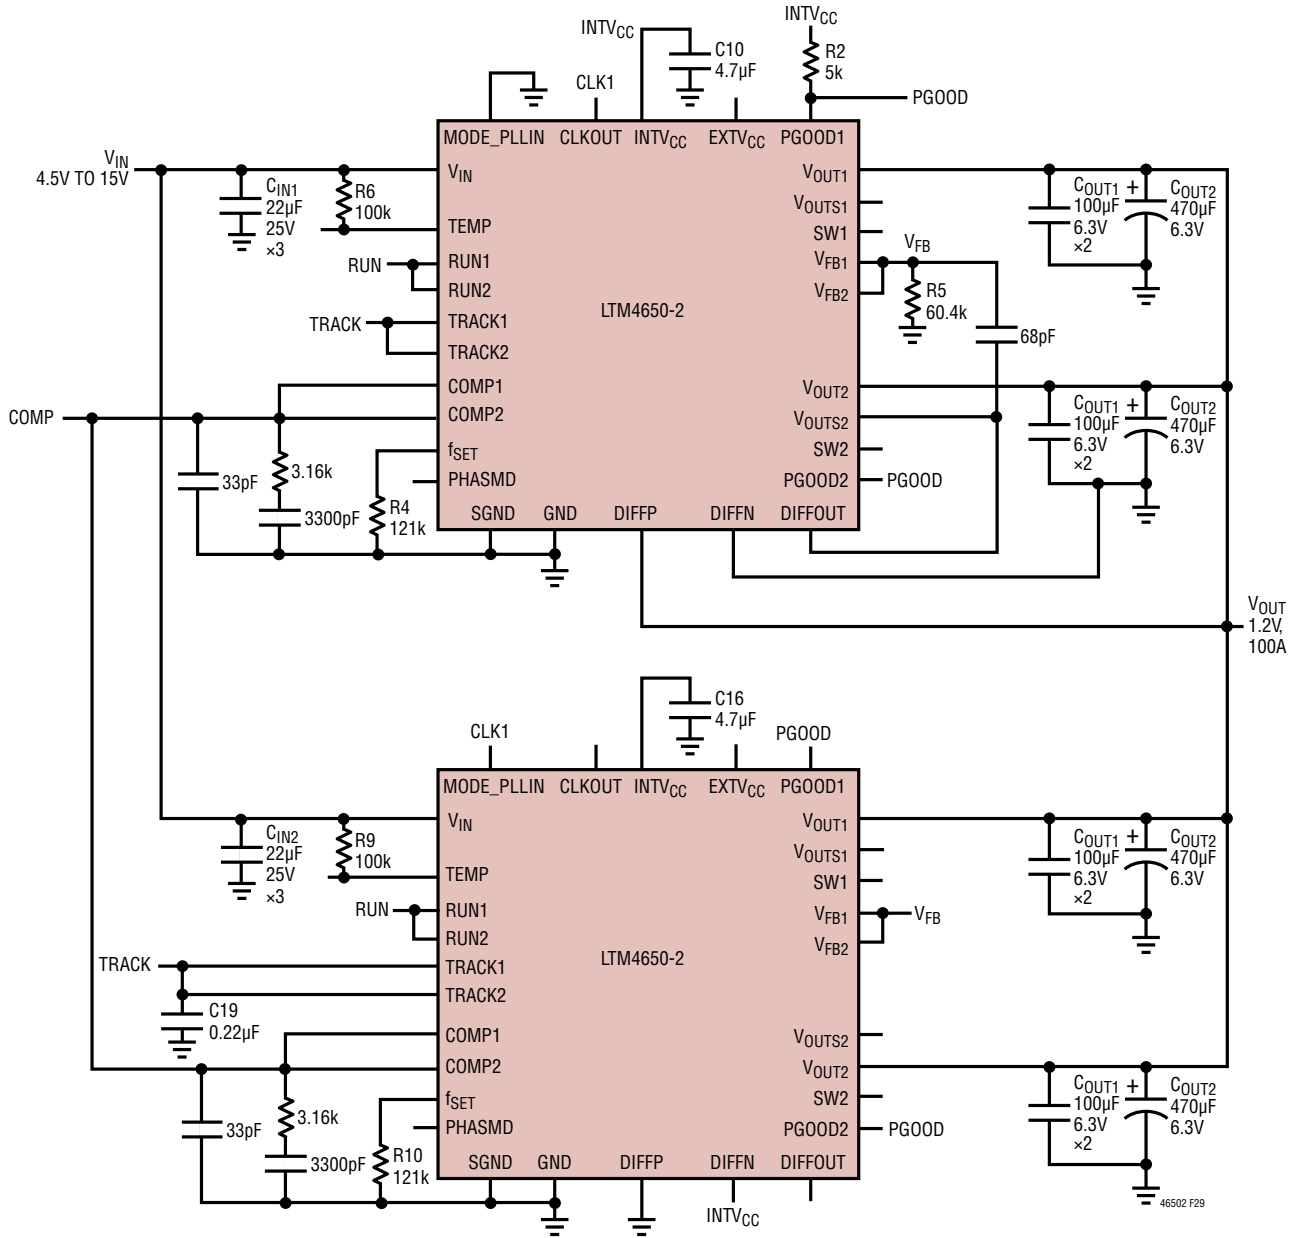 INTVCC
C10
4.7µF
INTVCC
R2
5k
CLK1
PGOOD
MODE_PLLIN
CLKOUT
INTVCC
EXTVCC
PGOOD1
VIN
4.5V TO 15V
CIN1
22µF
25V
×3
R6
100k
VIN
TEMP
RUN
RUN1
RUN2
TRACK
TRACK1
TRACK2
COMP
COMP1
COMP2
fSET
PHASMD
33pF
3.16k
3300pF
R4
121k
SGND
GND
DIFFP
DIFFN
DIFFOUT
LTM4650-2
VOUT1
VOUTS1
SW1
VFB1
VFB2
VFB
R5
60.4k
68pF
VOUT2
VOUTS2
SW2
PGOOD2
PGOOD
COUT1
100µF
6.3V
×2
+
COUT2
470µF
6.3V
COUT1
100µF
6.3V
×2
+
COUT2
470µF
6.3V
VOUT
1.2V,
100A
C16
4.7µF
CLK1
PGOOD
MODE_PLLIN
CLKOUT
INTVCC
EXTVCC
PGOOD1
CIN2
22µF
25V
×3
R9
100k
VIN
TEMP
RUN
RUN1
RUN2
TRACK
TRACK1
TRACK2
C19
0.22µF
COMP1
COMP2
fSET
PHASMD
33pF
3.16k
3300pF
R10
121k
SGND
GND
DIFFP
DIFFN
DIFFOUT
INTVCC
LTM4650-2
VOUT1
VOUTS1
SW1
VFB1
VFB2
VFB
VOUTS2
VOUT2
SW2
PGOOD2
PGOOD
COUT1
100µF
6.3V
×2
+
COUT2
470µF
6.3V
COUT1
100µF
6.3V
×2
+
COUT2
470µF
6.3V
46502 F29